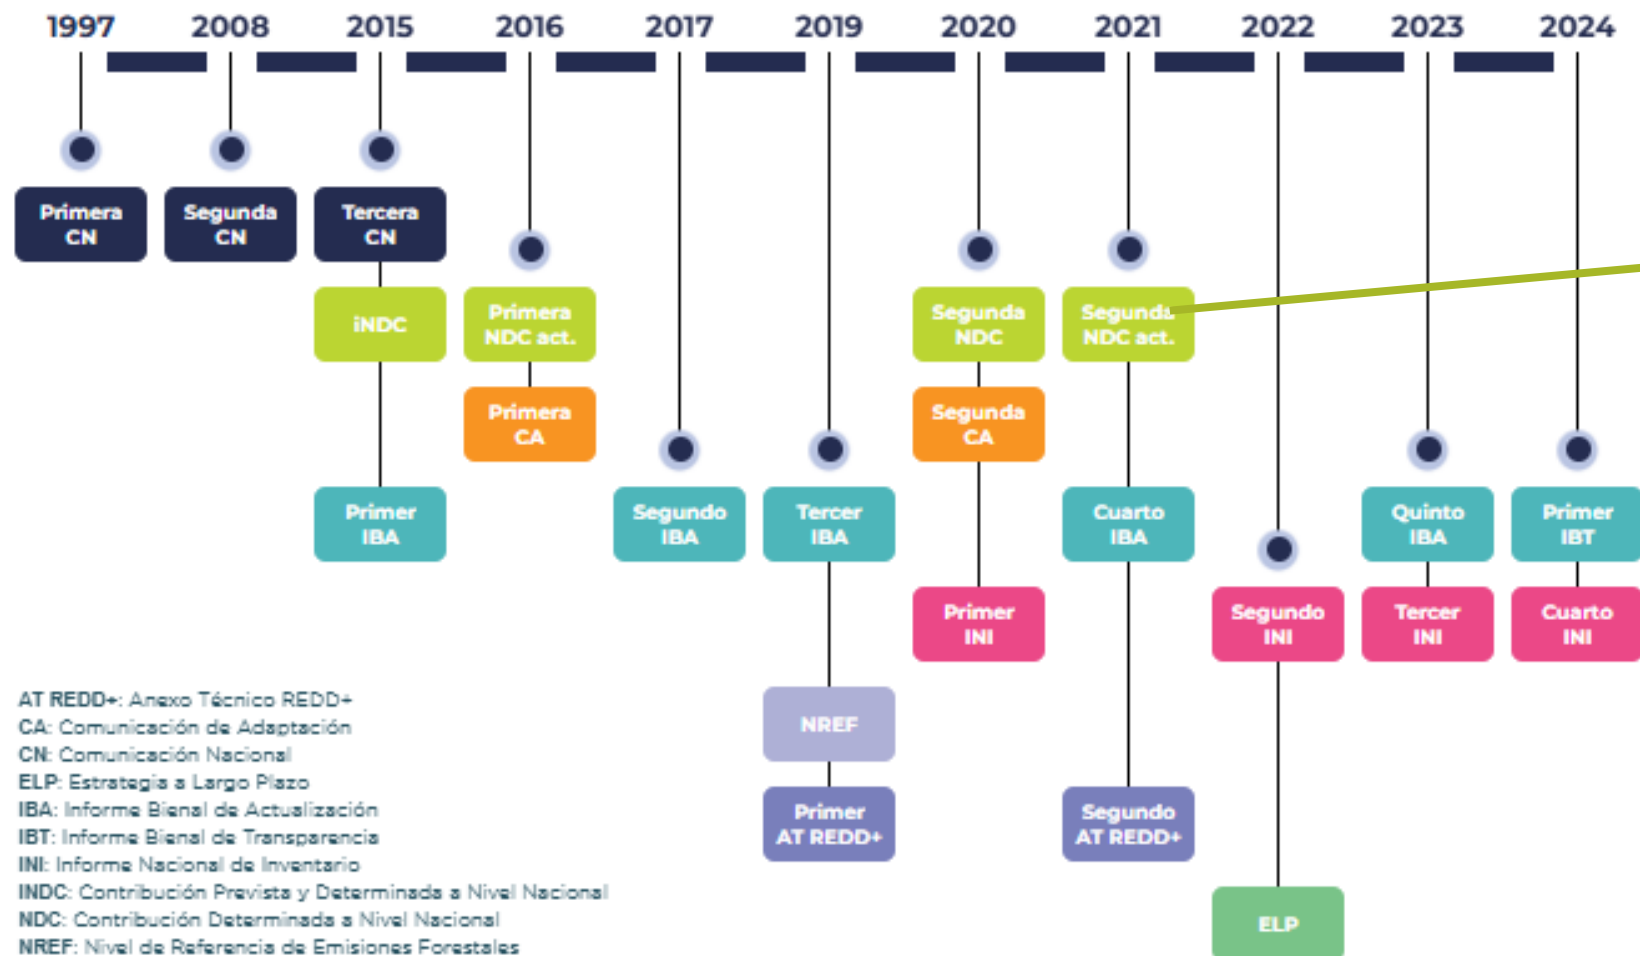 1997 2008 2015 2016 2017 2019 2020 2021 2022 2023 2024
Primera
CN
Segunda
CN
Tercera
CN
iNDC
Primera
NDC act.
Segunda
NDC
Segunda
NDC act.
Primera
CA
Segunda
CA
Primer
IBA
Segundo
IBA
Tercer
IBA
Cuarto
IBA
Quinto
IBA
Primer
IBT
Primer
INI
Segundo
INI
Tercer
INI
Cuarto
INI
NREF
Primer
AT REDD+
Segundo
AT REDD+
ELP
AT REDD+: Anexo Técnico REDD+
CA: Comunicación de Adaptación
CN: Comunicación Nacional
ELP: Estrategia a Largo Plazo
IBA: Informe Bienal de Actualización
IBT: Informe Bienal de Transparencia
INI: Informe Nacional de Inventario
INDC: Contribución Prevista y Determinada a Nivel Nacional
NDC: Contribución Determinada a Nivel Nacional
NREF: Nivel de Referencia de Emisiones Forestales